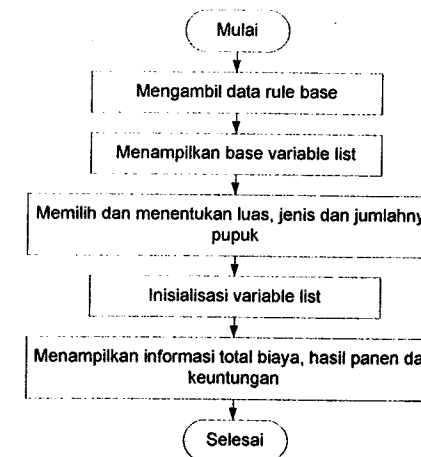 Mulai
Mengambil data rule base
Menampilkan base variable list
Memilih dan menentukan luas, jenis dan jumlahny
pupuk
Inisialisasi variable list
Menampilkan informasi total biaya, hasil panen da
keuntungan
Selesai